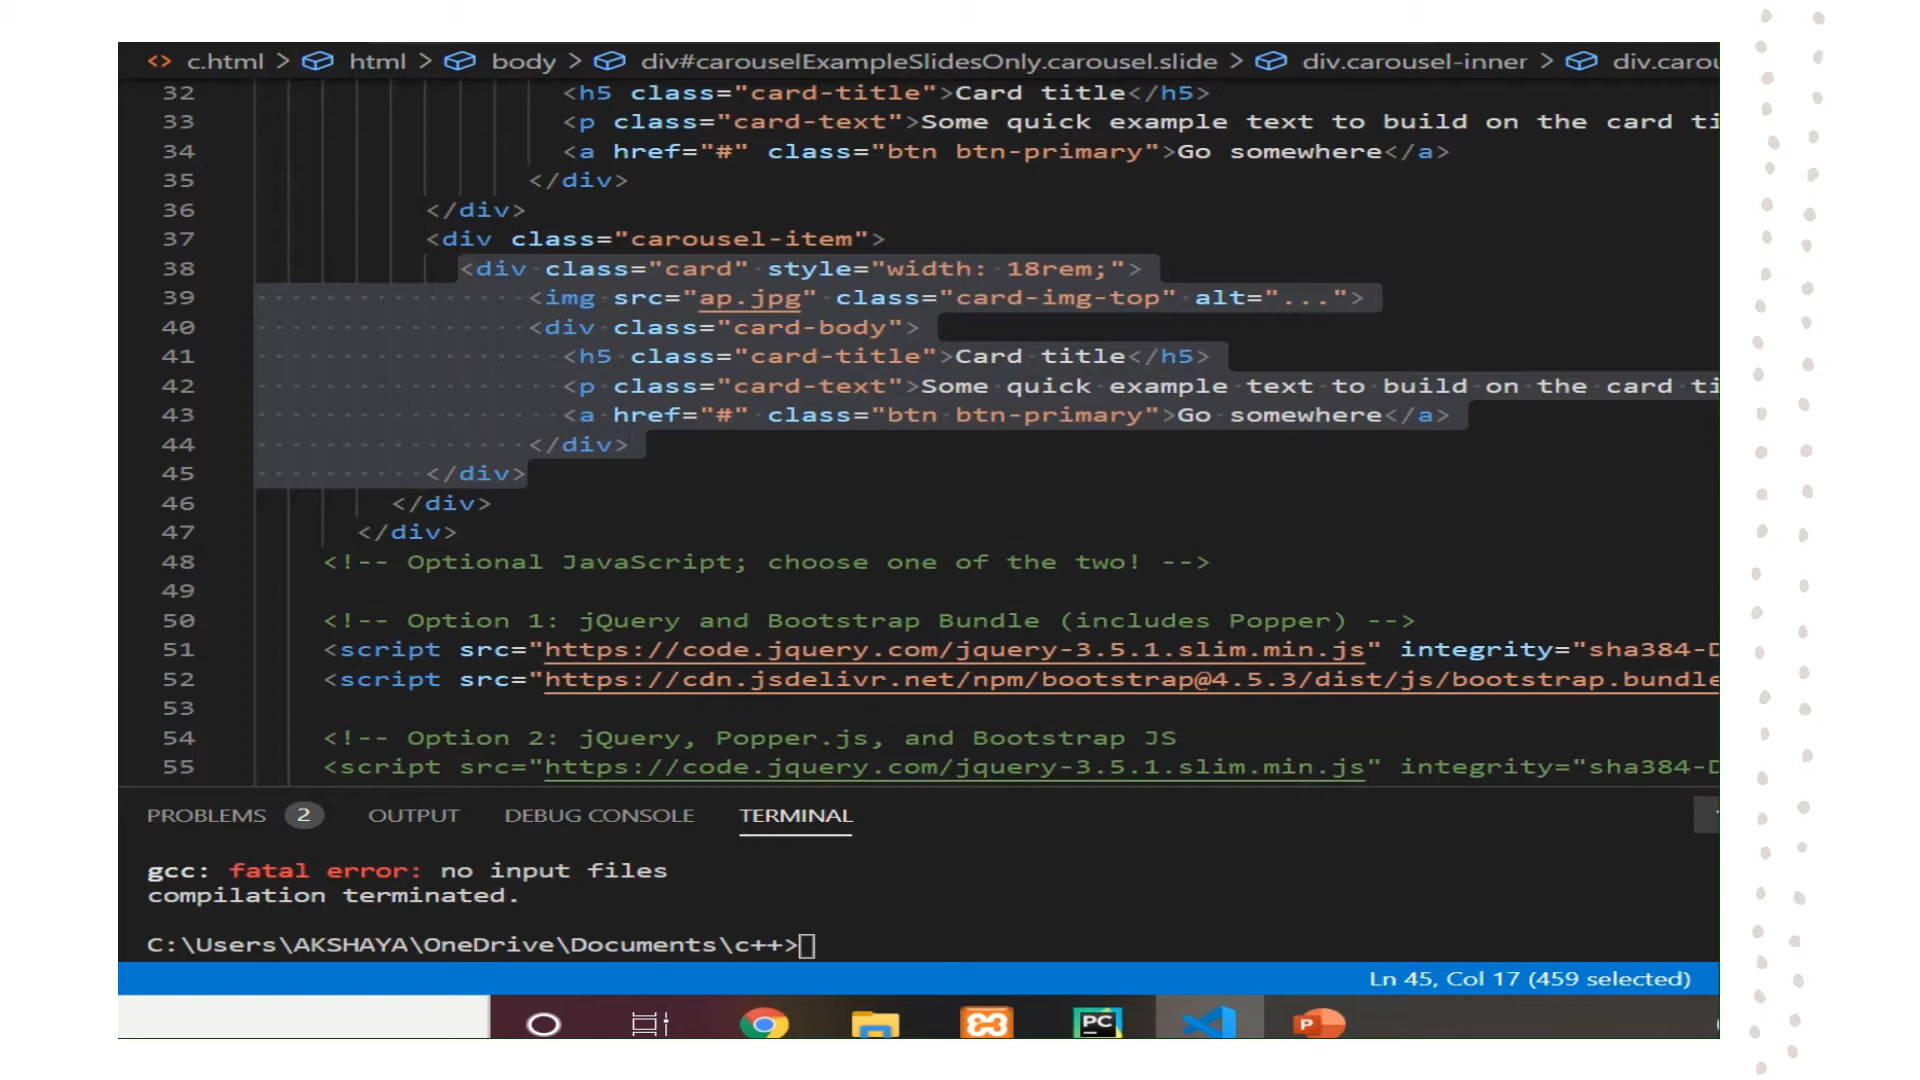 <> c.html > html > body > div#carouselExampleSlidesOnly.carousel.slide > div.carousel-inner > div.carou
32 <h5 class="card-title">Card title</h5>
33 <p class="card-text">Some quick example text to build on the card ti
34 <a href="#" class="btn btn-primary">Go somewhere</a>
35 </div>
36 </div>
37 <div class="carousel-item">
38 <div class="card" style="width: 18rem;">
39 <img src="ap.jpg" class="card-img-top" alt="...">
40 <div class="card-body">
41 <h5 class="card-title">Card title</h5>
42 <p class="card-text">Some quick example text to build on the card ti
43 <a href="#" class="btn btn-primary">Go somewhere</a>
44 </div>
45 </div>
46 </div>
47 </div>
48 <!-- Optional JavaScript; choose one of the two! -->
49
50 <!-- Option 1: jQuery and Bootstrap Bundle (includes Popper) -->
51 <script src="https://code.jquery.com/jquery-3.5.1.slim.min.js" integrity="sha384-D
52 <script src="https://cdn.jsdelivr.net/npm/bootstrap@4.5.3/dist/js/bootstrap.bundle
53
54 <!-- Option 2: jQuery, Popper.js, and Bootstrap JS
55 <script src="https://code.jquery.com/jquery-3.5.1.slim.min.js" integrity="sha384-D
PROBLEMS 2 OUTPUT DEBUG CONSOLE TERMINAL
gcc: fatal error: no input files
compilation terminated.
C:\Users\AKSHAYA\OneDrive\Documents\c++>
Ln 45, Col 17 (459 selected)
PC P